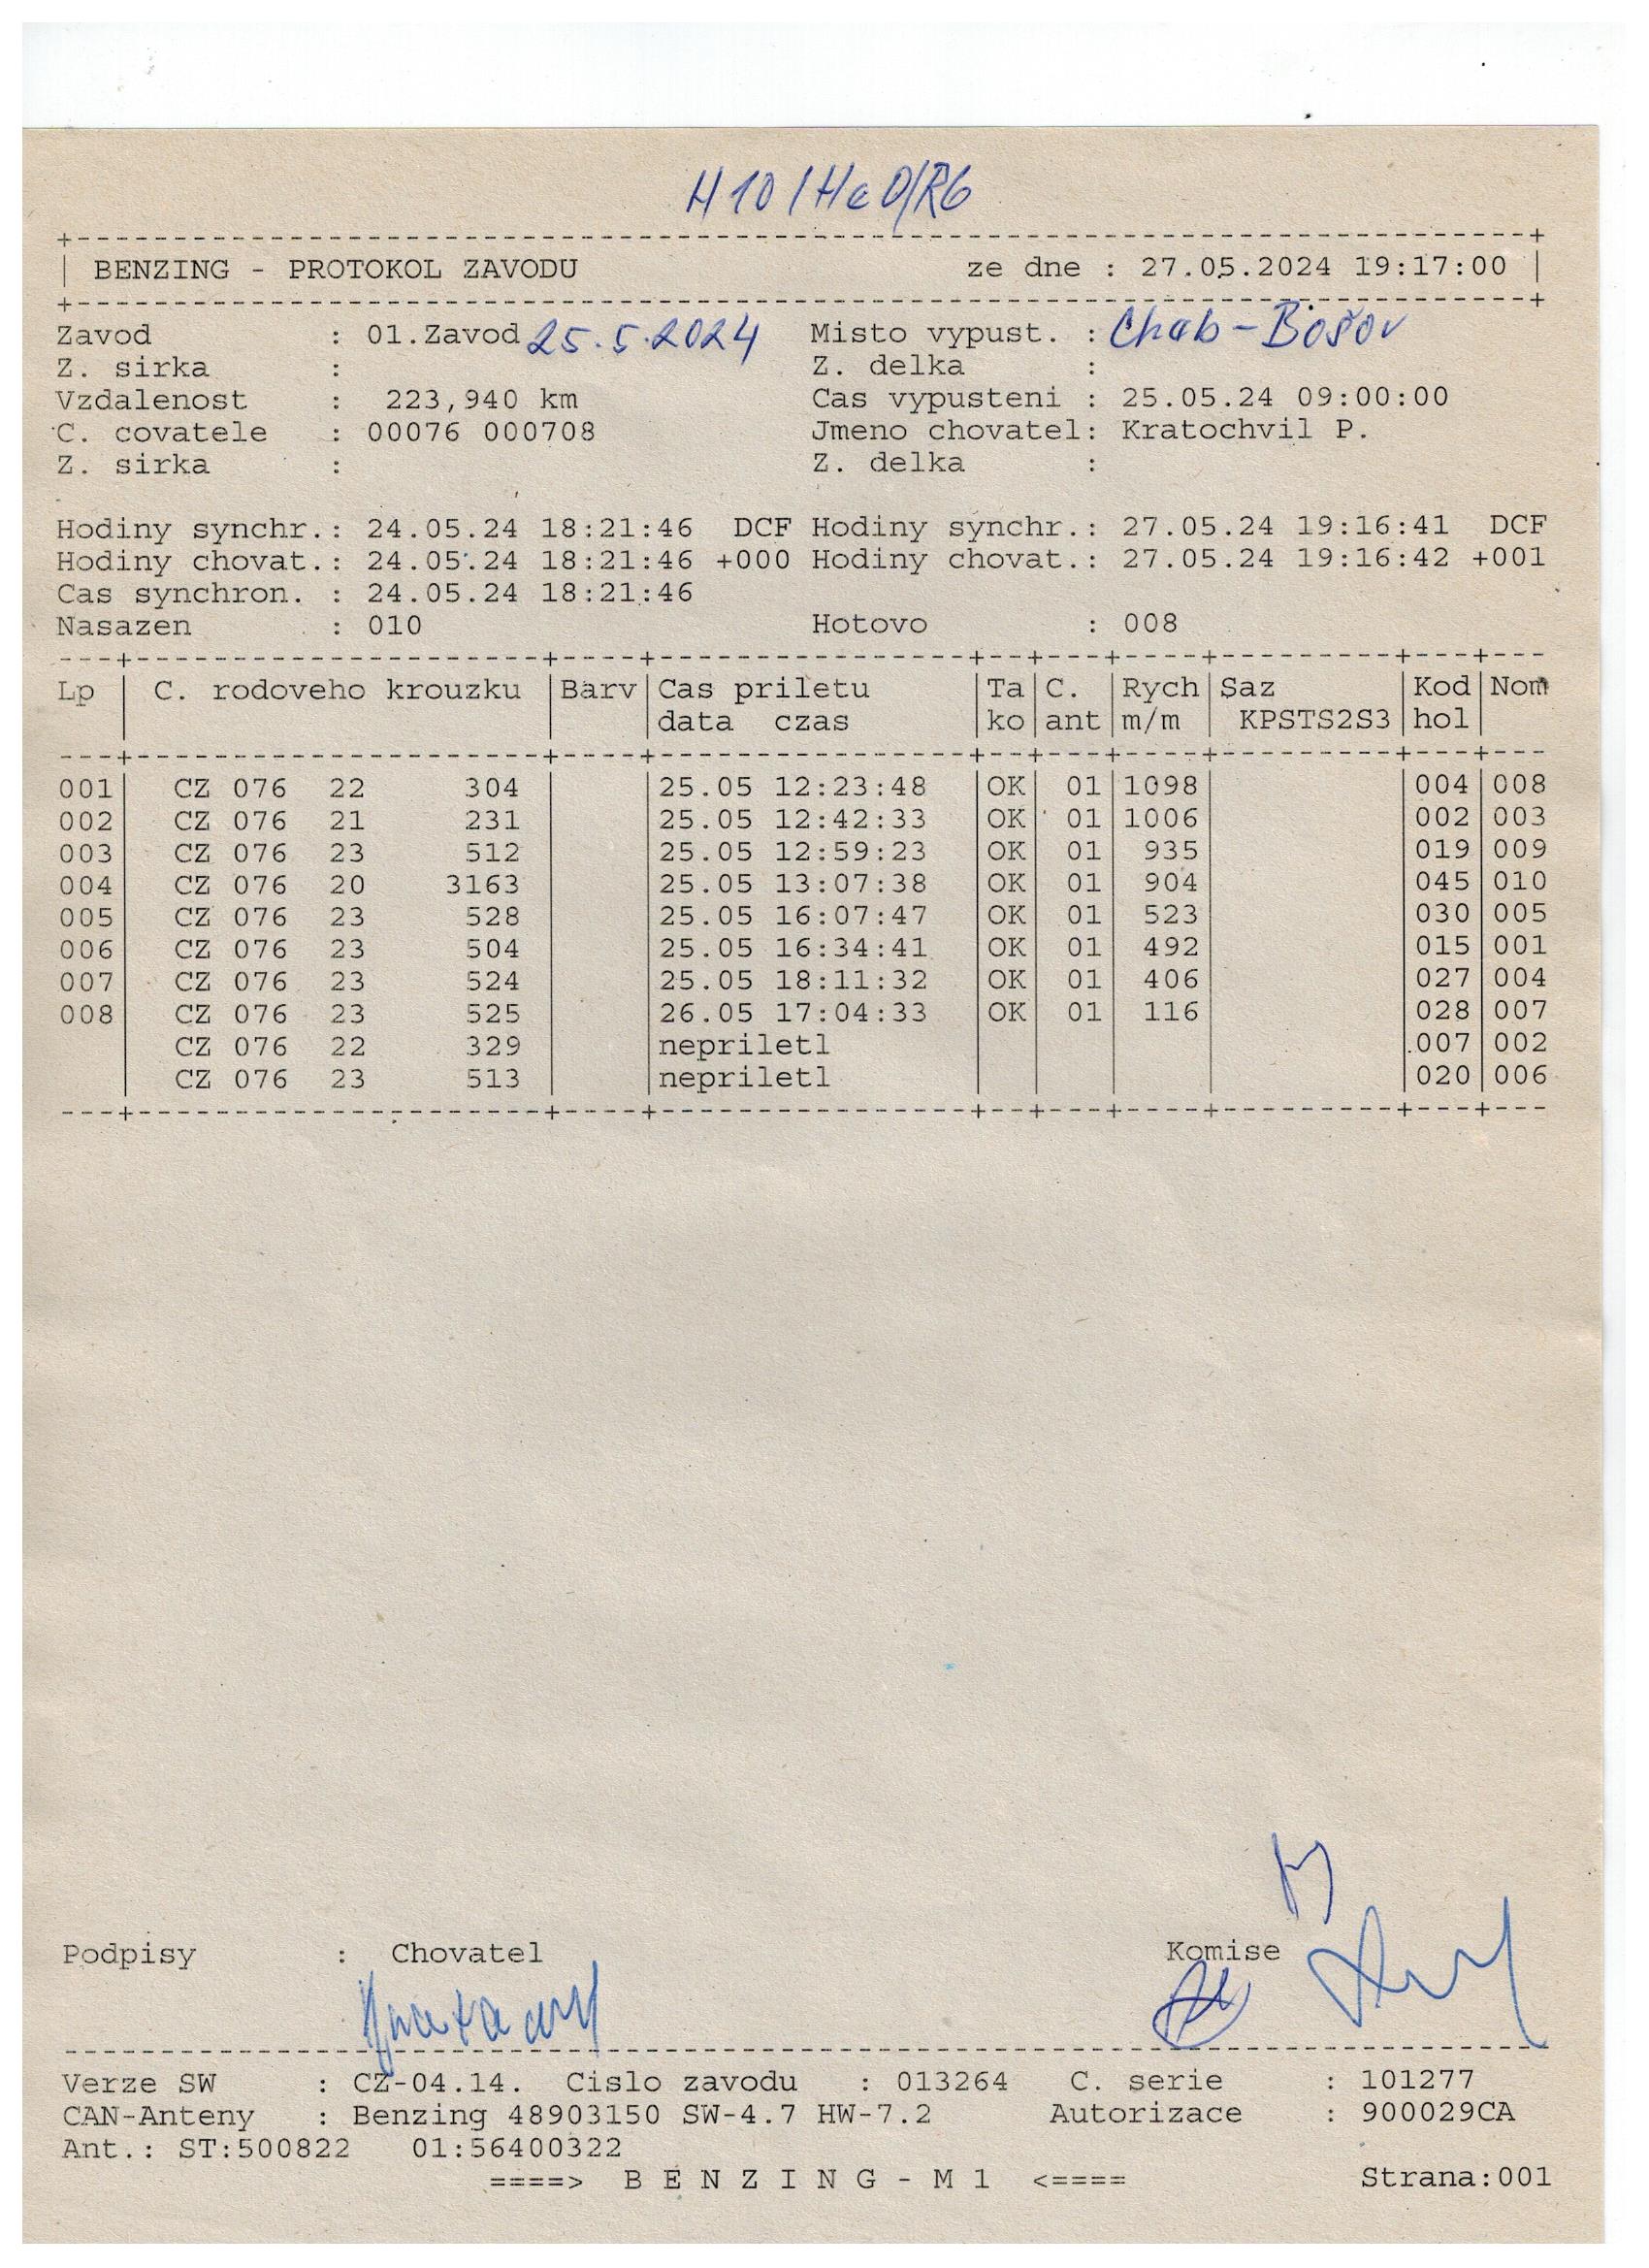 H10/HaD/R6
BENZING - PROTOKOL ZAVODU ze dne : 27.05.2024 19:17:00
Zavod : 01.Zavod 25.5.2024 Misto vypust. : Cheb-Bošov
Z. sirka : Z. delka :
Vzdalenost : 223,940 km Cas vypusteni : 25.05.24 09:00:00
C. covatele : 00076 000708 Jmeno chovatel: Kratochvil P.
Z. sirka : Z. delka :
Hodiny synchr.: 24.05.24 18:21:46 DCF Hodiny synchr.: 27.05.24 19:16:41 DCF
Hodiny chovat.: 24.05.24 18:21:46 +000 Hodiny chovat.: 27.05.24 19:16:42 +001
Cas synchron. : 24.05.24 18:21:46
Nasazen : 010 Hotovo : 008
Lp | C. rodoveho krouzku |Barv|Cas priletu |Ta|C. |Rych|Saz |Kod|Nom
data czas |ko|ant|m/m | KPSTS2S3|hol|
001| CZ 076 22 304 | |25.05 12:23:48 |OK| 01|1098| |004|008
002| CZ 076 21 231 | |25.05 12:42:33 |OK| 01|1006| |002|003
003| CZ 076 23 512 | |25.05 12:59:23 |OK| 01| 935| |019|009
004| CZ 076 20 3163 | |25.05 13:07:38 |OK| 01| 904| |045|010
005| CZ 076 23 528 | |25.05 16:07:47 |OK| 01| 523| |030|005
006| CZ 076 23 504 | |25.05 16:34:41 |OK| 01| 492| |015|001
007| CZ 076 23 524 | |25.05 18:11:32 |OK| 01| 406| |027|004
008| CZ 076 23 525 | |26.05 17:04:33 |OK| 01| 116| |028|007
CZ 076 22 329 | |nepriletl | | | | |007|002
CZ 076 23 513 | |nepriletl | | | | |020|006
Podpisy : Chovatel Komise
Verze SW : CZ-04.14. Cislo zavodu : 013264 C. serie : 101277
CAN-Anteny : Benzing 48903150 SW-4.7 HW-7.2 Autorizace : 900029CA
Ant.: ST:500822 01:56400322
====> B E N Z I N G - M 1 <==== Strana:001